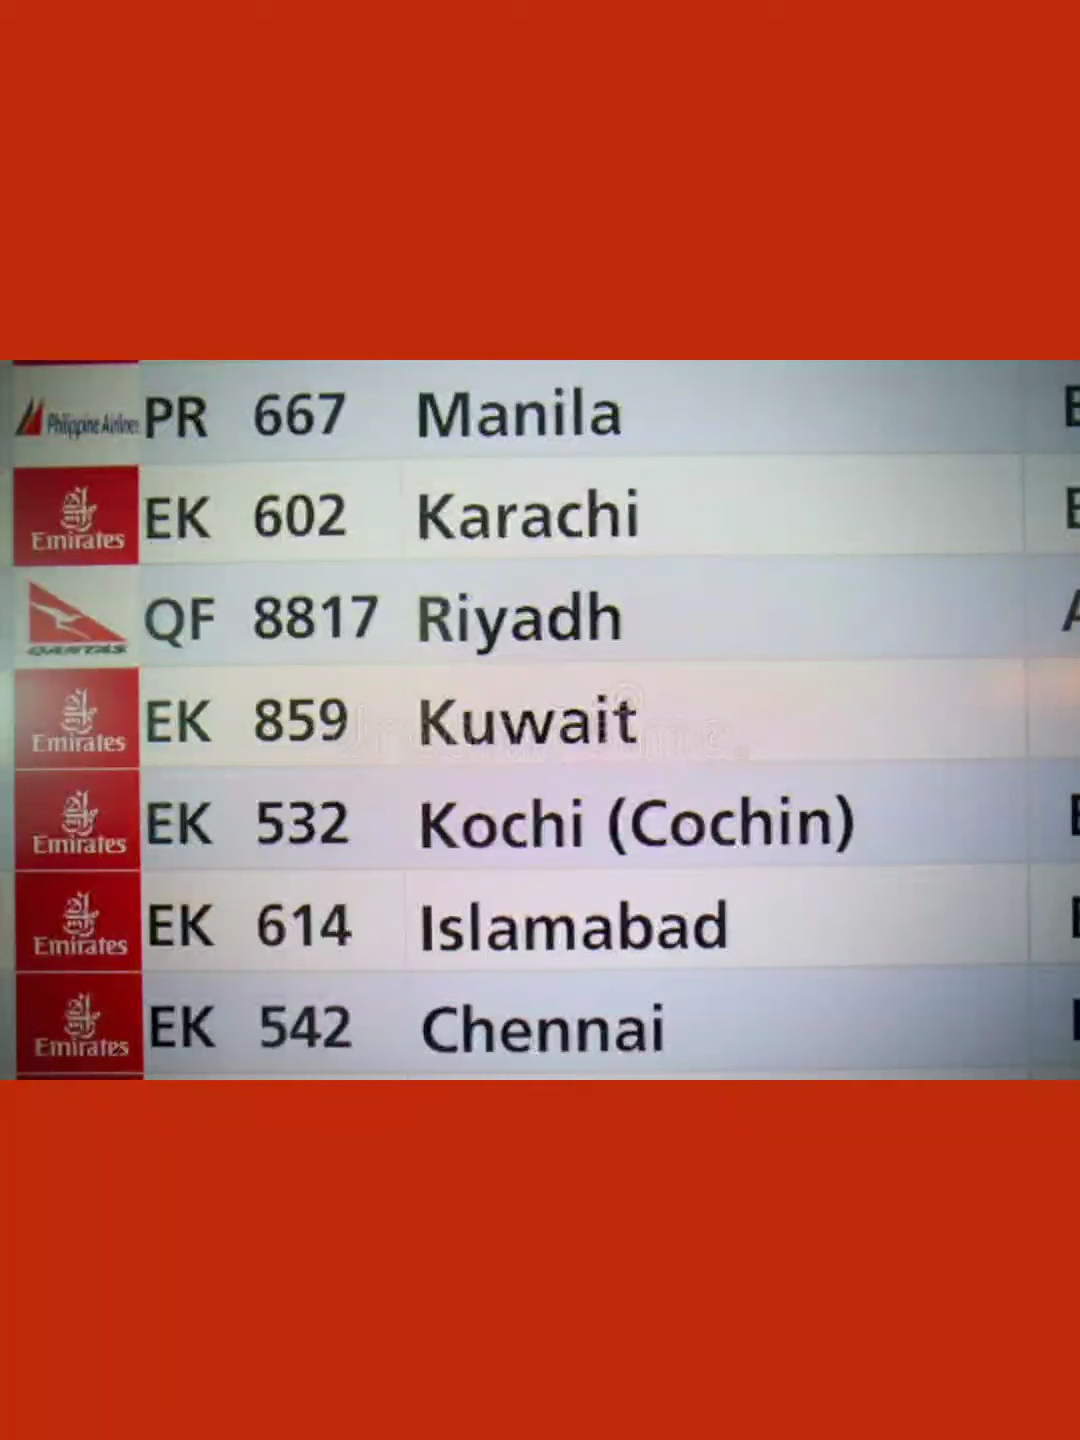 Philippine Airlines PR 667 Manila
Emirates EK 602 Karachi
QANTAS QF 8817 Riyadh
Emirates EK 859 Kuwait
Emirates EK 532 Kochi (Cochin)
Emirates EK 614 Islamabad
Emirates EK 542 Chennai